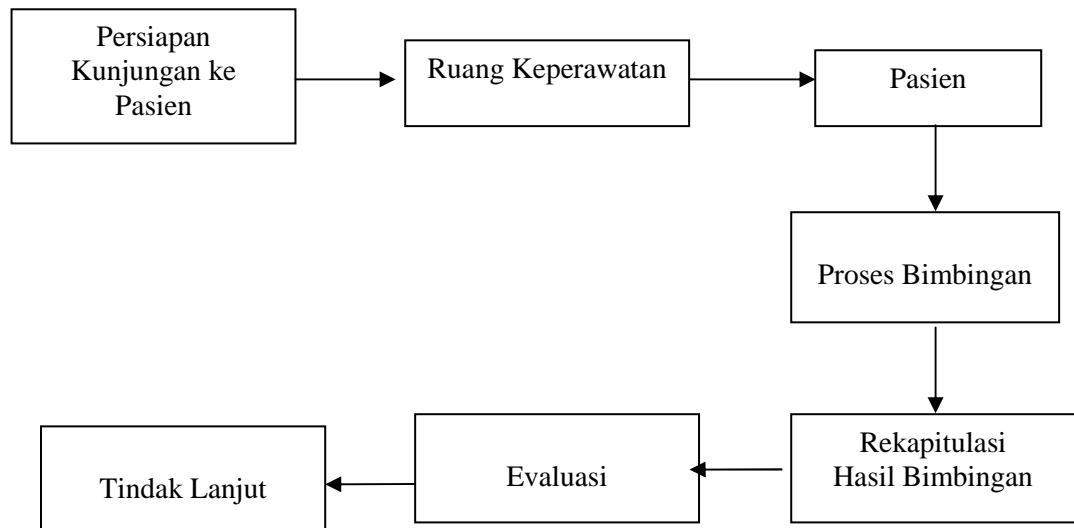 Persiapan
Kunjungan ke
Pasien
Ruang Keperawatan
Pasien
Proses Bimbingan
Rekapitulasi
Hasil Bimbingan
Evaluasi
Tindak Lanjut